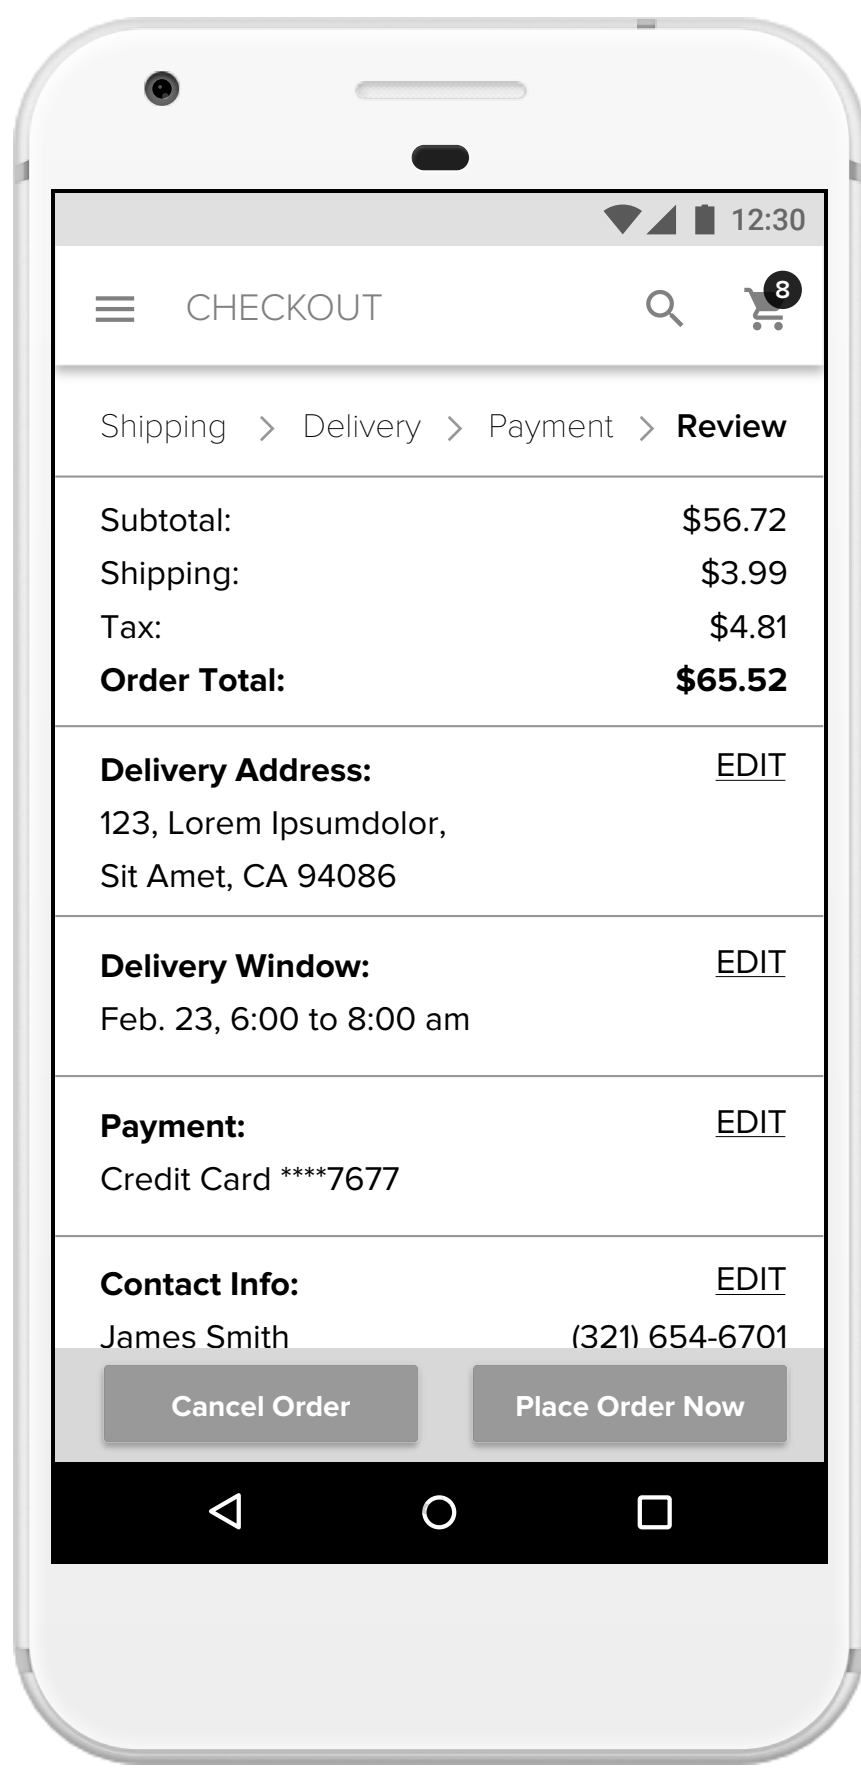 12:30
CHECKOUT 8
Shipping > Delivery > Payment > Review
Subtotal: $56.72
Shipping: $3.99
Tax: $4.81
Order Total: $65.52
Delivery Address: EDIT
123, Lorem Ipsumdolor,
Sit Amet, CA 94086
Delivery Window: EDIT
Feb. 23, 6:00 to 8:00 am
Payment: EDIT
Credit Card ****7677
Contact Info: EDIT
James Smith (321) 654-6701
Cancel Order Place Order Now